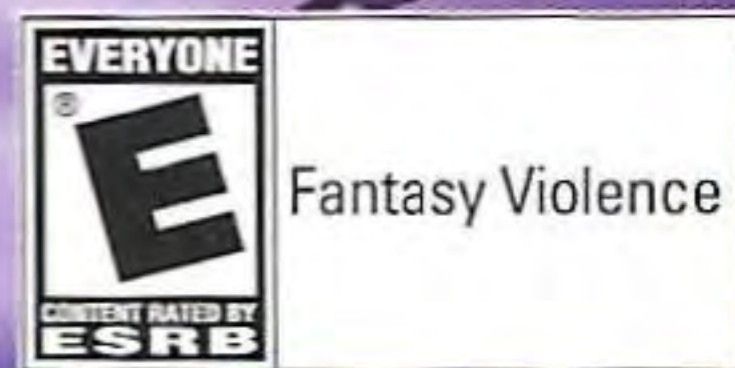 EVERYONE
®
E
Fantasy Violence
CONTENT RATED BY
ESRB